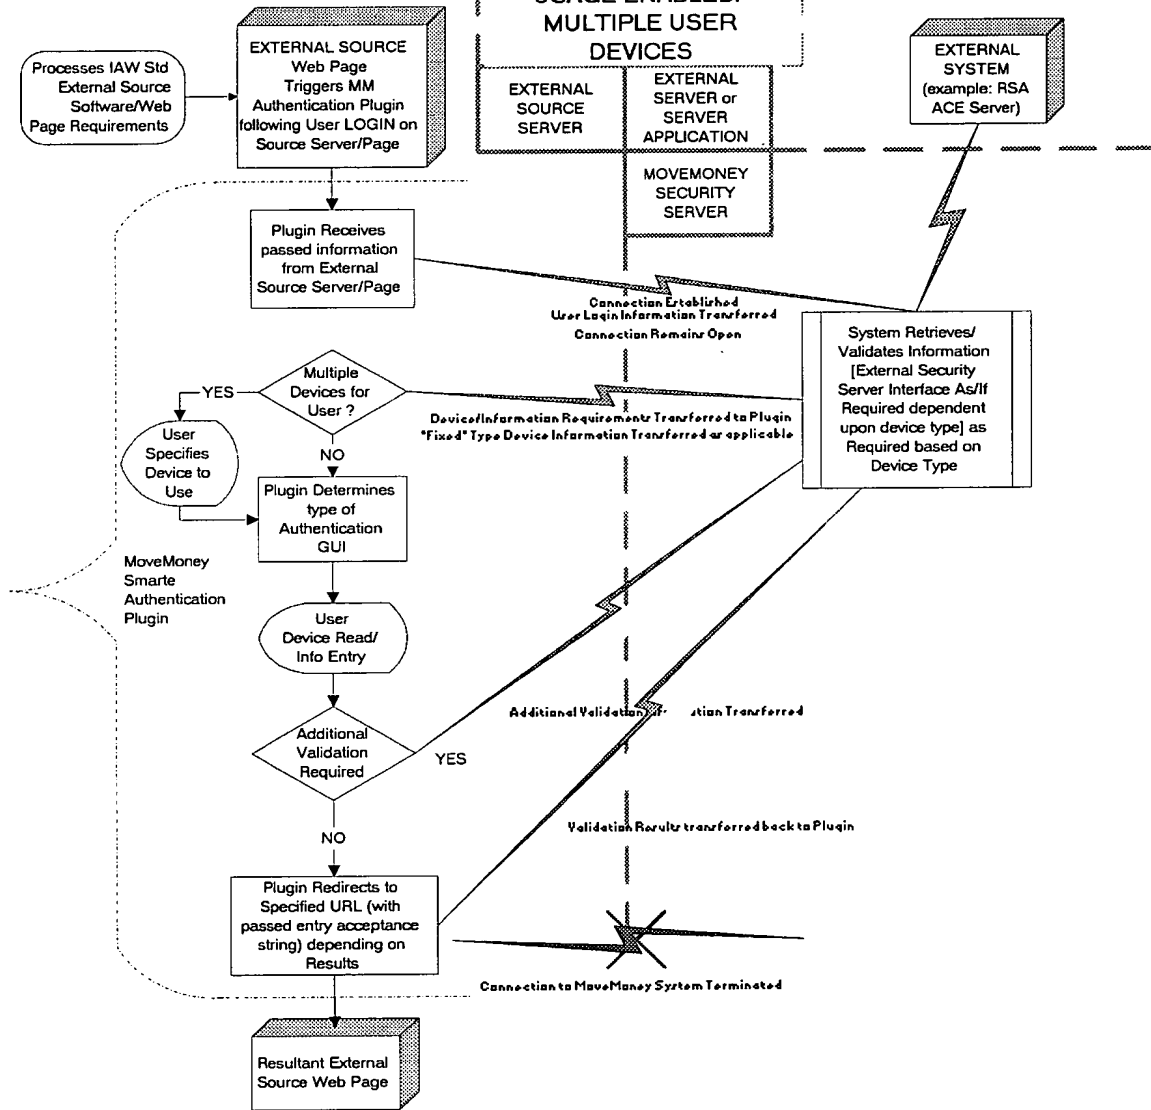 USAGE ENABLED:
MULTIPLE USER
DEVICES
EXTERNAL
SOURCE
SERVER
EXTERNAL
SERVER or
SERVER
APPLICATION
MOVEMONEY
SECURITY
SERVER
EXTERNAL
SYSTEM
(example: RSA
ACE Server)
Processes IAW Std
External Source
Software/Web
Page Requirements
EXTERNAL SOURCE
Web Page
Triggers MM
Authentication Plugin
following User LOGIN on
Source Server/Page
Plugin Receives
passed information
from External
Source Server/Page
Connection Established
User Login Information Transferred
Connection Remains Open
System Retrieves/
Validates Information
[External Security
Server Interface As/If
Required dependent
upon device type] as
Required based on
Device Type
Multiple
Devices for
User ?
YES
NO
Device/Information Requirements Transferred to Plugin
"Fixed" Type Device Information Transferred as applicable
User
Specifies
Device to
Use
Plugin Determines
type of
Authentication
GUI
MoveMoney
Smarte
Authentication
Plugin
User
Device Read/
Info Entry
Additional
Validation
Required
YES
NO
Additional Validation Transferred
Validation Results transferred back to Plugin
Plugin Redirects to
Specified URL (with
passed entry acceptance
string) depending on
Results
Connection to MoveMoney System Terminated
Resultant External
Source Web Page